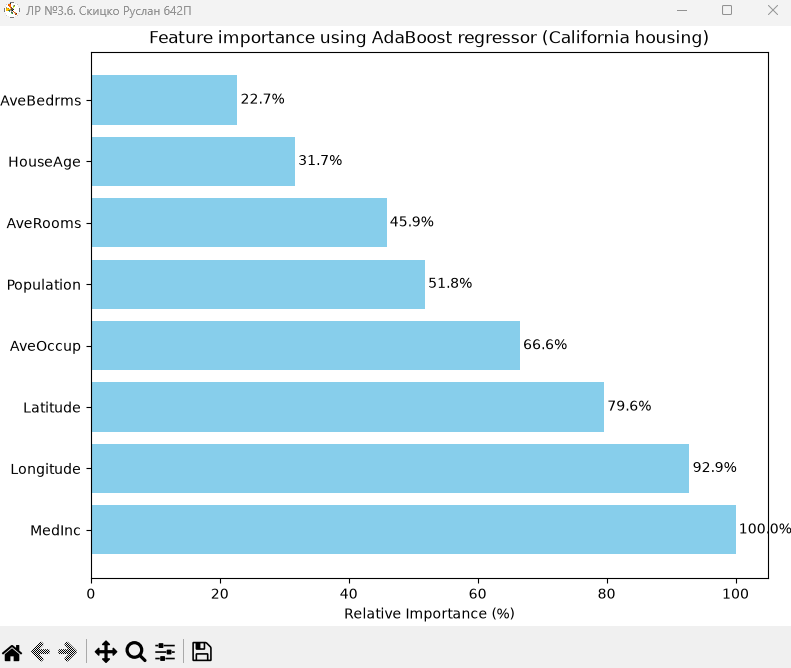 ЛР №3.6. Скицко Руслан 642П
Feature importance using AdaBoost regressor (California housing)
AveBedrms 22.7%
HouseAge 31.7%
AveRooms 45.9%
Population 51.8%
AveOccup 66.6%
Latitude 79.6%
Longitude 92.9%
MedInc 100.0%
0 20 40 60 80 100
Relative Importance (%)